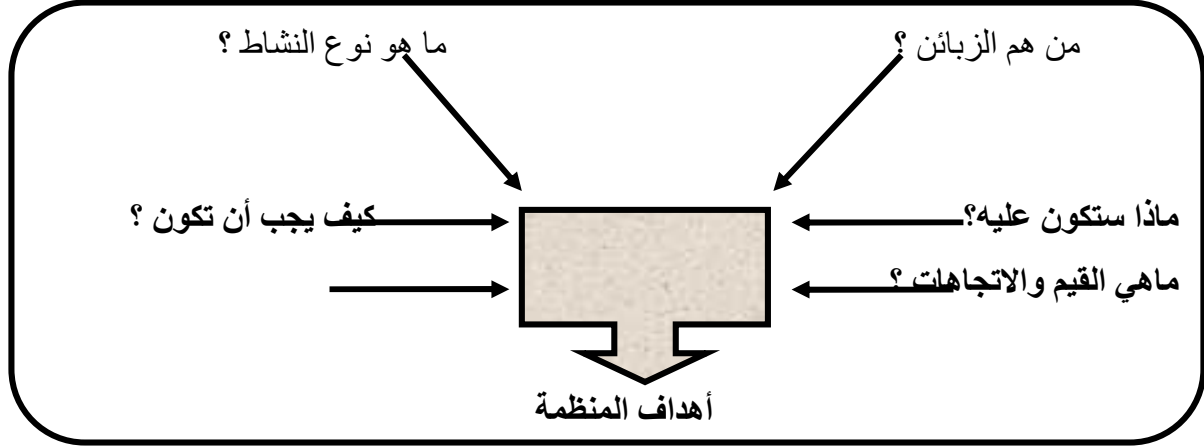 من هم الزبائن ؟
ما هو نوع النشاط ؟
ماذا ستكون عليه؟
كيف يجب أن تكون ؟
ماهي القيم والاتجاهات ؟
أهداف المنظمة